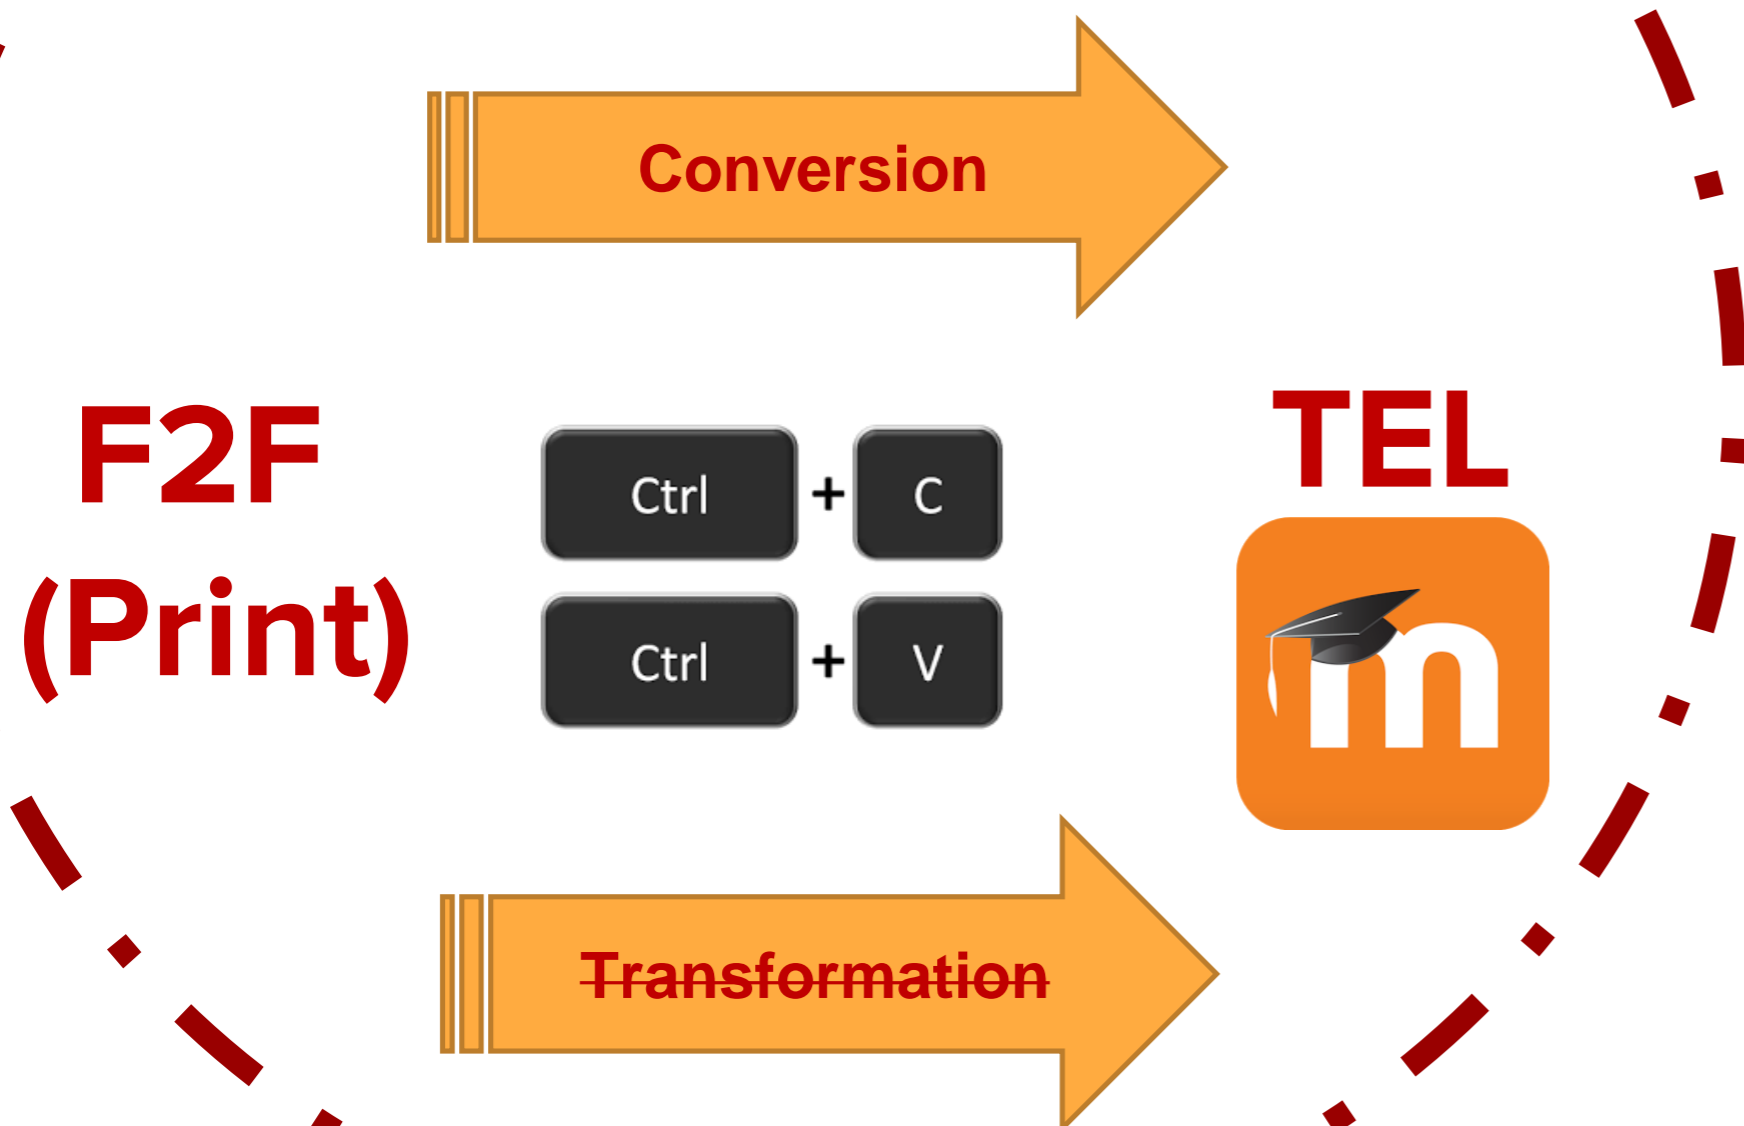 Conversion
F2F
(Print)
Ctrl + C
Ctrl + V
TEL
m
Transformation